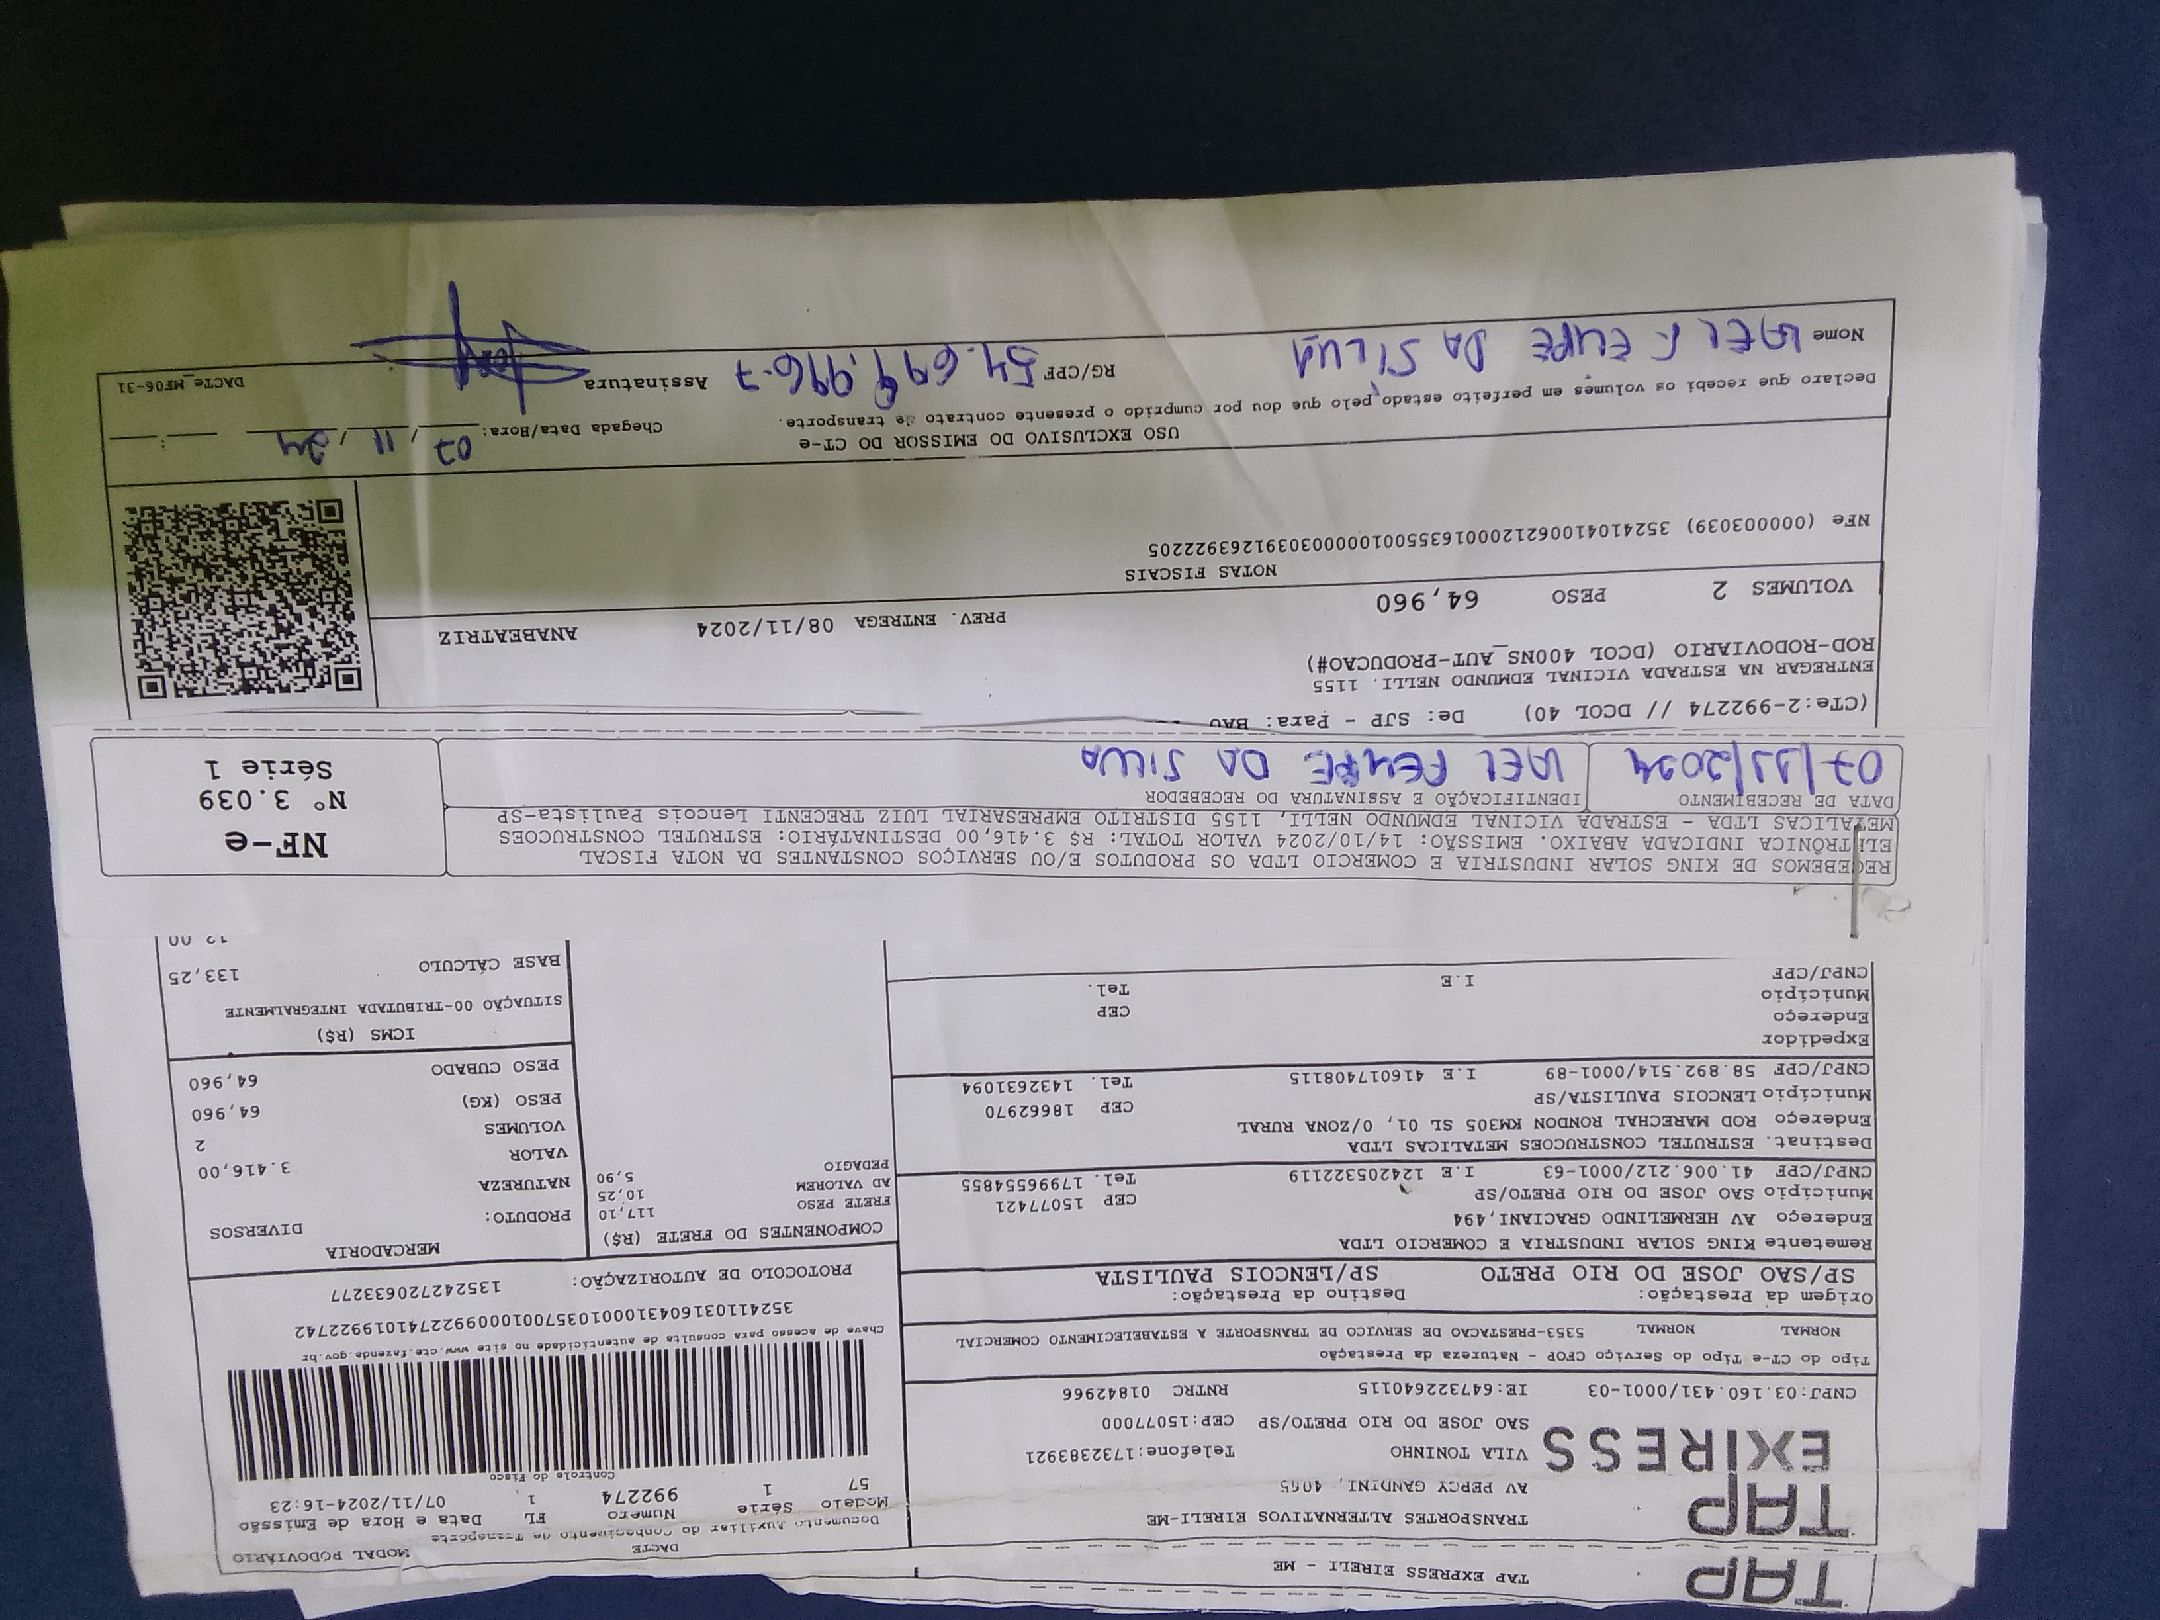 TAP
TAP EXPRESS EIRELI - ME
TAP
EXPRESS
TRANSPORTES ALTERNATIVOS EIRELI-ME
AV PERCY GANDINI, 4065
VILA TONINHO Telefone:1732383921
SAO JOSE DO RIO PRETO/SP CEP:15077000
CNPJ:03.160.431/0001-03 IE:647322640115 RNTRC 01842966
DACTE MODAL RODOVIÁRIO
Documento Auxiliar do Conhecimento de Transporte
Modelo Série Numero FL Data e Hora de Emissão
57 1 992274 1 07/11/2024-16:23
Controle do Fisco
Chave de acesso para consulta de autenticidade no site www.cte.fazenda.gov.br
PROTOCOLO DE AUTORIZAÇÃO: 135242720633277
Tipo do CT-e Tipo do Serviço CFOP - Natureza da Prestação
NORMAL NORMAL 5353-PRESTACAO DE SERVICO DE TRANSPORTE A ESTABELECIMENTO COMERCIAL
Origem da Prestação: Destino da Prestação:
SP/SAO JOSE DO RIO PRETO SP/LENCOIS PAULISTA
Remetente KING SOLAR INDUSTRIA E COMERCIO LTDA
Endereço AV HERMELINDO GRACIANI,494
Município SAO JOSE DO RIO PRETO/SP CEP 15077421
CNPJ/CPF 41.006.212/0001-63 I.E 124205322119 Tel. 17996554855
Destinat. ESTRUTEL CONSTRUCOES METALICAS LTDA
Endereço ROD MARECHAL RONDON KM305 SL 01, 0/ZONA RURAL
Município LENCOIS PAULISTA/SP CEP 18662970
CNPJ/CPF 58.892.514/0001-89 I.E 416017408115 Tel. 1432631094
Expedidor
Endereço
Município CEP
CNPJ/CPF I.E Tel.
COMPONENTES DO FRETE (R$)
FRETE PESO 117,10
AD VALOREM 10,25
PEDAGIO 5,90
MERCADORIA
PRODUTO: DIVERSOS
NATUREZA
VALOR 3.416,00
VOLUMES 2
PESO (KG) 64,960
PESO CUBADO 64,960
ICMS (R$)
SITUAÇÃO 00-TRIBUTADA INTEGRALMENTE
BASE CÁLCULO 133,25
12,00
RECEBEMOS DE KING SOLAR INDUSTRIA E COMERCIO LTDA OS PRODUTOS E/OU SERVIÇOS CONSTANTES DA NOTA FISCAL
ELETRÔNICA INDICADA ABAIXO. EMISSÃO: 14/10/2024 VALOR TOTAL: R$ 3.416,00 DESTINATÁRIO: ESTRUTEL CONSTRUCOES
METALICAS LTDA - ESTRADA VICINAL EDMUNDO NELLI, 1155 DISTRITO EMPRESARIAL LUIZ TRECENTI Lencois Paulista-SP
DATA DE RECEBIMENTO IDENTIFICAÇÃO E ASSINATURA DO RECEBEDOR
07/11/2024 FELIPE DA SILVA
NF-e
Nº 3.039
Série 1
(CTe:2-992274 // DCOL 40) De: SJP - Para: BAU
ENTREGAR NA ESTRADA VICINAL EDMUNDO NELLI. 1155
ROD-RODOVIARIO (DCOL 400NS_AUT-PRODUCAO#)
VOLUMES 2 PESO 64,960 PREV. ENTREGA 08/11/2024 ANABEATRIZ
NOTAS FISCAIS
NFe (000003039) 35241041006212000163550010000030391263922205
USO EXCLUSIVO DO EMISSOR DO CT-e
Declaro que recebi os volumes em perfeito estado pelo que dou por cumprido o presente contrato de transporte.
Chegada Data/Hora: 07/11/24 __:__
Nome FELIPE DA SILVA RG/CPF Assinatura
DACTe_MF06-31